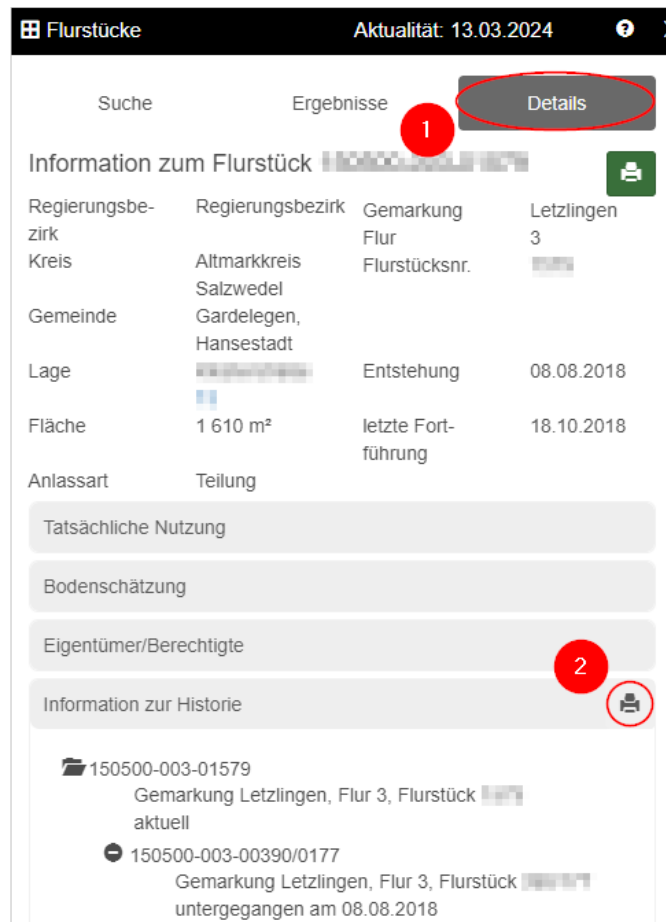 Flurstücke Aktualität: 13.03.2024
Suche Ergebnisse Details
1
Information zum Flurstück
Regierungsbe- Regierungsbezirk Gemarkung Letzlingen
zirk Flur 3
Kreis Altmarkkreis Flurstücksnr.
Salzwedel
Gemeinde Gardelegen,
Hansestadt
Lage Entstehung 08.08.2018
Fläche 1 610 m² letzte Fort- 18.10.2018
führung
Anlassart Teilung
Tatsächliche Nutzung
Bodenschätzung
Eigentümer/Berechtigte
2
Information zur Historie
150500-003-01579
Gemarkung Letzlingen, Flur 3, Flurstück
aktuell
150500-003-00390/0177
Gemarkung Letzlingen, Flur 3, Flurstück
untergegangen am 08.08.2018